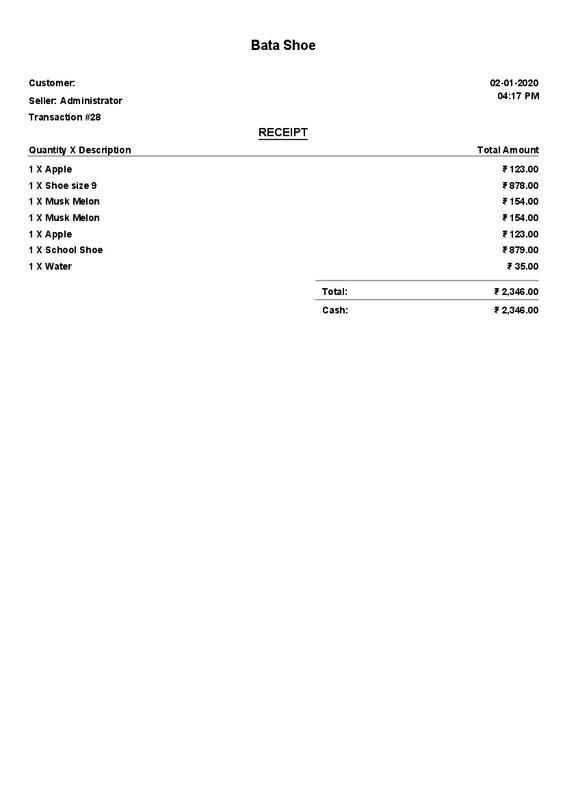 Bata Shoe
Customer: 02-01-2020
04:17 PM
Seller: Administrator
Transaction #28
RECEIPT
Quantity X Description Total Amount
1 X Apple ₹ 123.00
1 X Shoe size 9 ₹ 878.00
1 X Musk Melon ₹ 154.00
1 X Musk Melon ₹ 154.00
1 X Apple ₹ 123.00
1 X School Shoe ₹ 879.00
1 X Water ₹ 35.00
Total: ₹ 2,346.00
Cash: ₹ 2,346.00